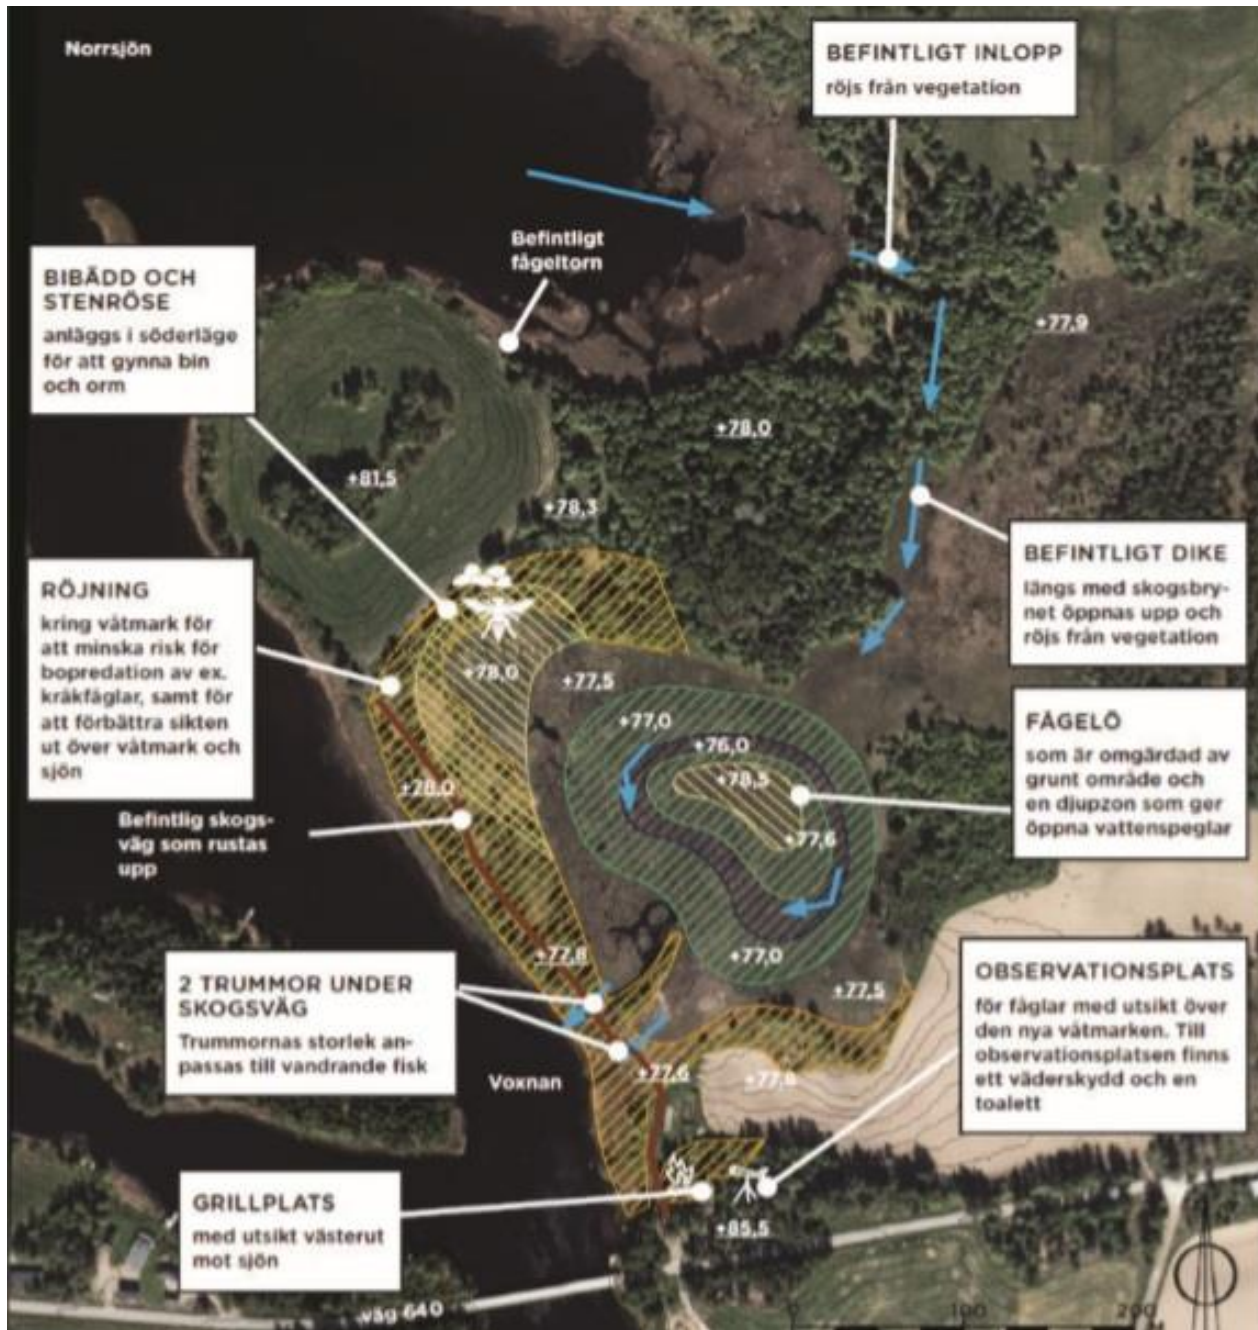 Norrsjön
BEFINTLIGT INLOPP
röjs från vegetation
Befintligt
fågeltorn
BIBÄDD OCH
STENRÖSE
anläggs i söderläge
för att gynna bin
och orm
+77,9
+78,0
+81,5
+78,3
BEFINTLIGT DIKE
längs med skogsbry-
net öppnas upp och
röjs från vegetation
RÖJNING
kring våtmark för
att minska risk för
bopredation av ex.
kråkfåglar, samt för
att förbättra sikten
ut över våtmark och
sjön
+78,0
+77,5
+77,0
+76,0
+78,5
+77,6
FÅGELÖ
som är omgärdad av
grunt område och
en djupzon som ger
öppna vattenspeglar
+78,0
Befintlig skogs-
väg som rustas
upp
+77,8
+77,0
+77,5
2 TRUMMOR UNDER
SKOGSVÄG
Trummornas storlek an-
passas till vandrande fisk
OBSERVATIONSPLATS
för fåglar med utsikt över
den nya våtmarken. Till
observationsplatsen finns
ett väderskydd och en
toalett
Voxnan
+77,6
GRILLPLATS
med utsikt västerut
mot sjön
+85,5
väg 640
0 100 200